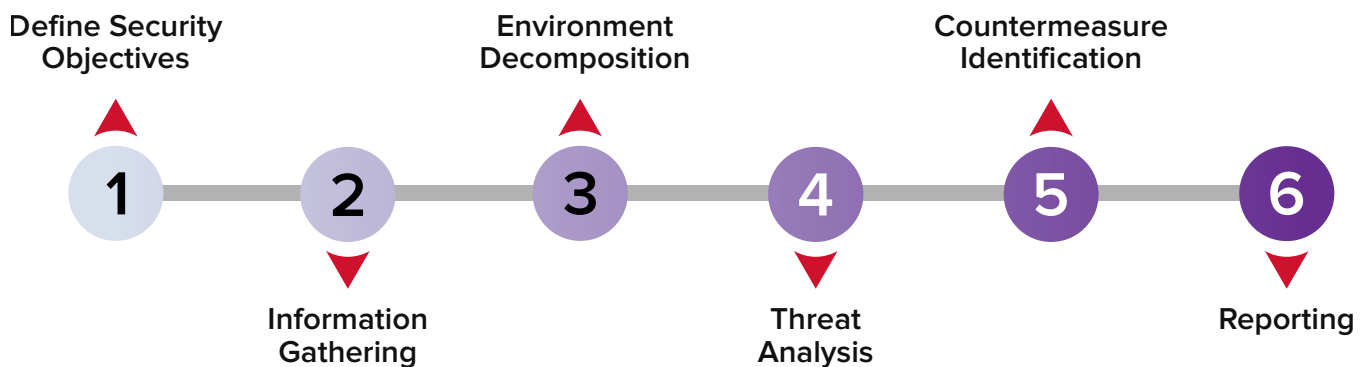 Define Security
Objectives
Environment
Decomposition
Countermeasure
Identification
1
2
3
4
5
6
Information
Gathering
Threat
Analysis
Reporting